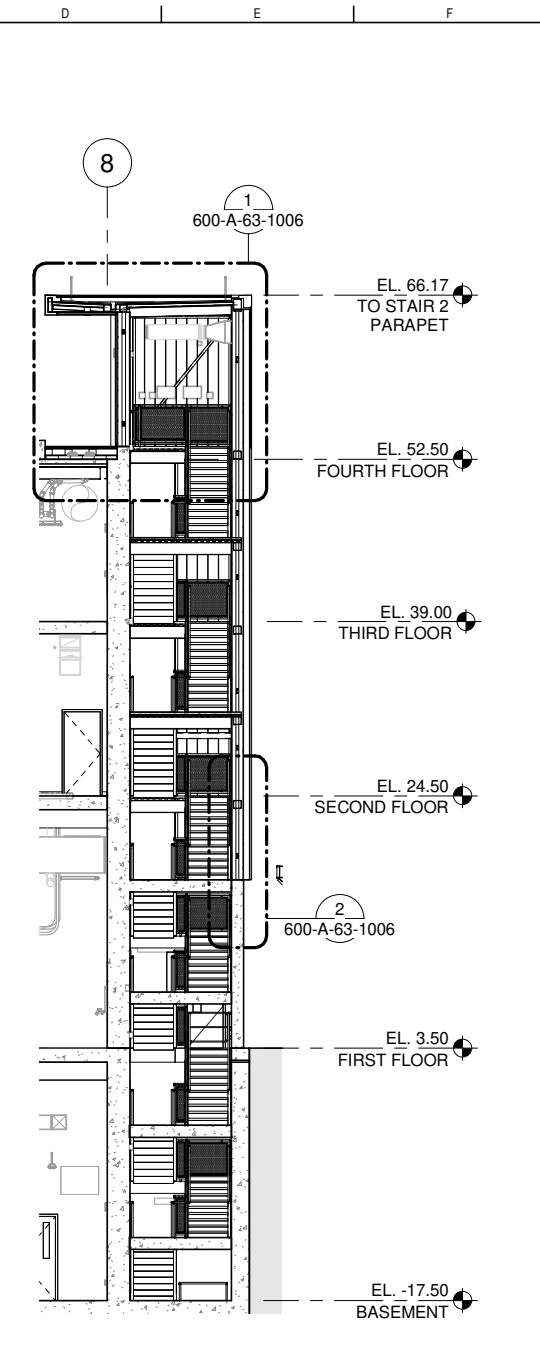 D
E
F
8
1
600-A-63-1006
EL. 66.17
TO STAIR 2
PARAPET
EL. 52.50
FOURTH FLOOR
EL. 39.00
THIRD FLOOR
EL. 24.50
SECOND FLOOR
2
600-A-63-1006
EL. 3.50
FIRST FLOOR
EL. -17.50
BASEMENT